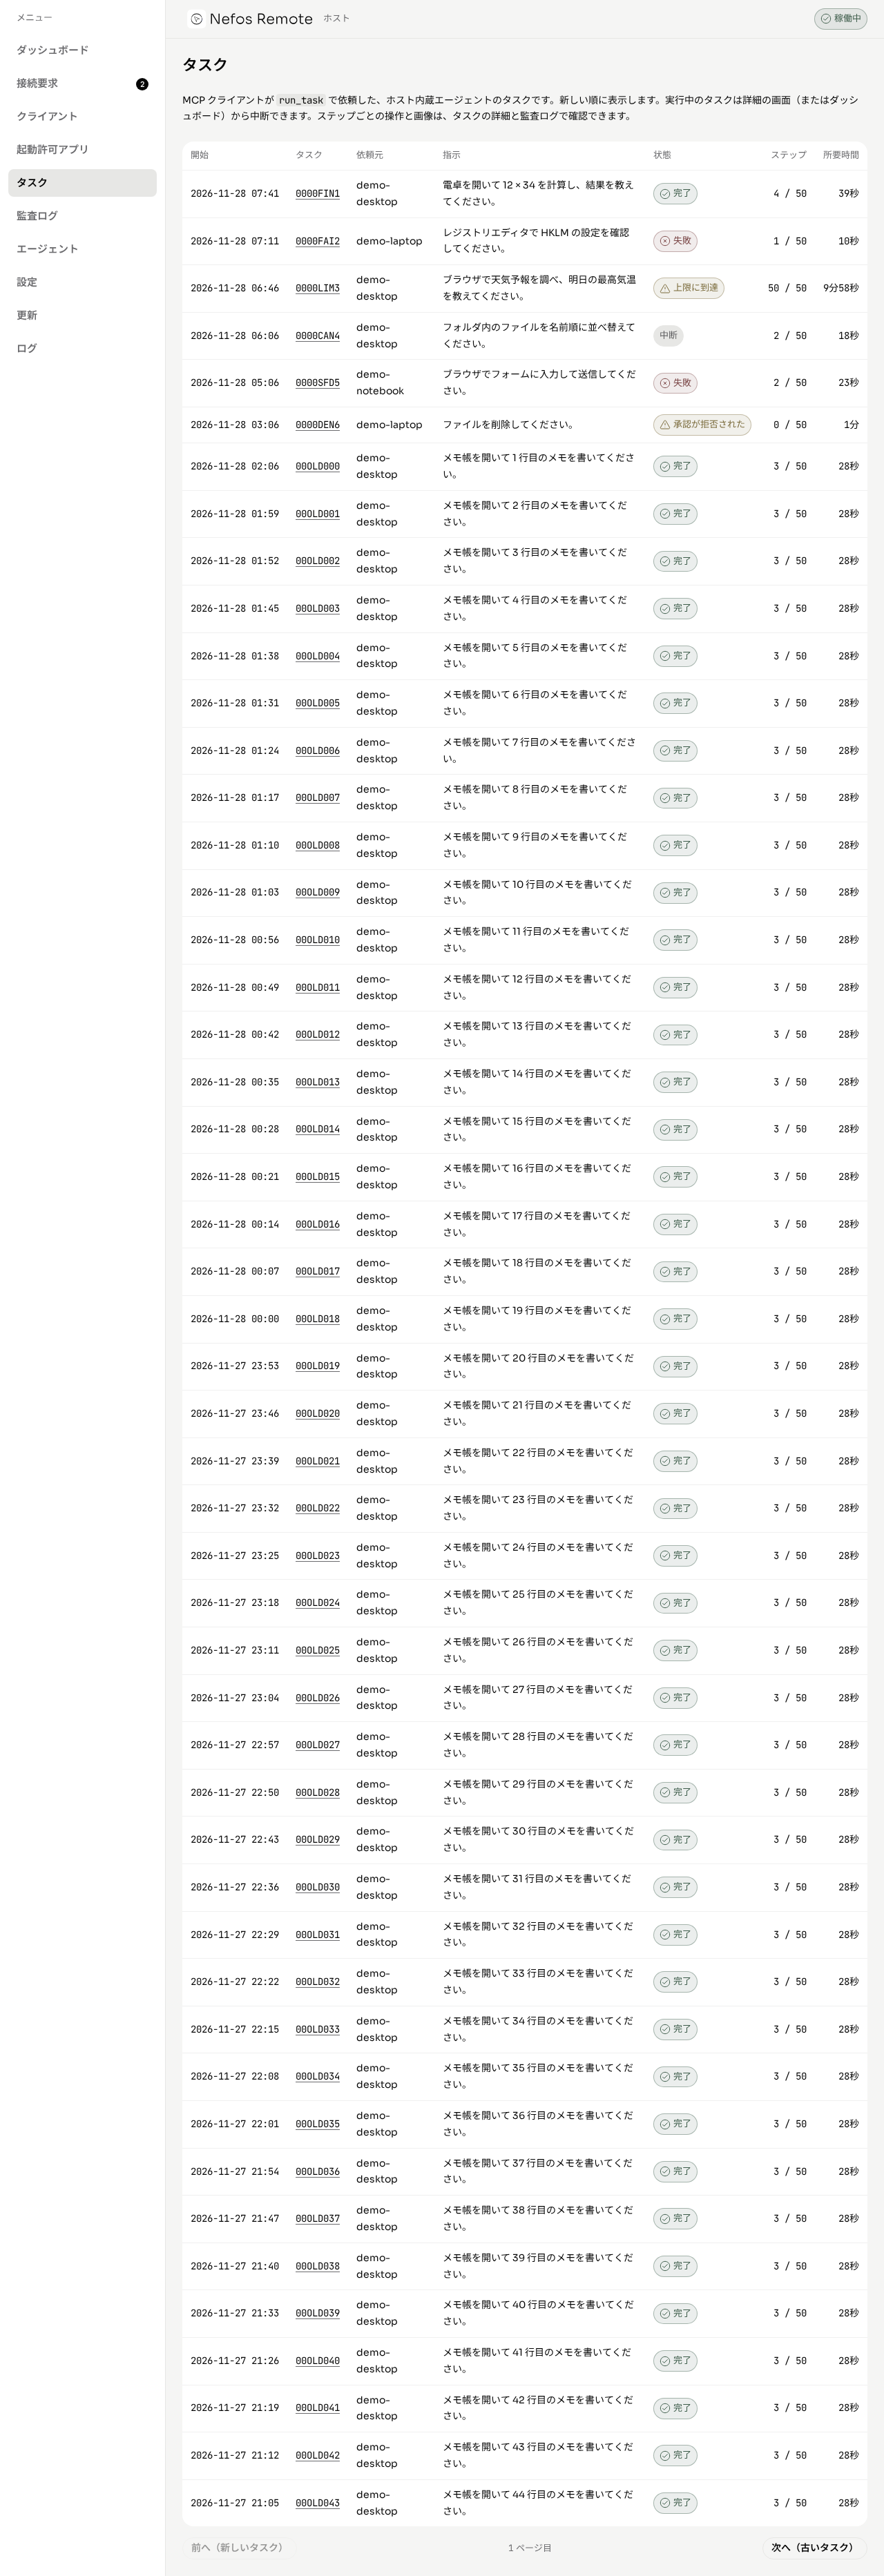 メニュー
ダッシュボード
接続要求 2
クライアント
起動許可アプリ
タスク
監査ログ
エージェント
設定
更新
ログ
Nefos Remote ホスト
稼働中
タスク
MCP クライアントが run_task で依頼した、ホスト内蔵エージェントのタスクです。新しい順に表示します。実行中のタスクは詳細の画面（またはダッシ
ュボード）から中断できます。ステップごとの操作と画像は、タスクの詳細と監査ログで確認できます。
開始 タスク 依頼元 指示 状態 ステップ 所要時間
2026-11-28 07:41 0000FIN1 demo-desktop 電卓を開いて 12 × 34 を計算し、結果を教えてください。 完了 4 / 50 39秒
2026-11-28 07:11 0000FAI2 demo-laptop レジストリエディタで HKLM の設定を確認してください。 失敗 1 / 50 10秒
2026-11-28 06:46 0000LIM3 demo-desktop ブラウザで天気予報を調べ、明日の最高気温を教えてください。 上限に到達 50 / 50 9分58秒
2026-11-28 06:06 0000CAN4 demo-desktop フォルダ内のファイルを名前順に並べ替えてください。 中断 2 / 50 18秒
2026-11-28 05:06 0000SFD5 demo-notebook ブラウザでフォームに入力して送信してください。 失敗 2 / 50 23秒
2026-11-28 03:06 0000DEN6 demo-laptop ファイルを削除してください。 承認が拒否された 0 / 50 1分
2026-11-28 02:06 00OLD000 demo-desktop メモ帳を開いて 1 行目のメモを書いてください。 完了 3 / 50 28秒
2026-11-28 01:59 00OLD001 demo-desktop メモ帳を開いて 2 行目のメモを書いてください。 完了 3 / 50 28秒
2026-11-28 01:52 00OLD002 demo-desktop メモ帳を開いて 3 行目のメモを書いてください。 完了 3 / 50 28秒
2026-11-28 01:45 00OLD003 demo-desktop メモ帳を開いて 4 行目のメモを書いてください。 完了 3 / 50 28秒
2026-11-28 01:38 00OLD004 demo-desktop メモ帳を開いて 5 行目のメモを書いてください。 完了 3 / 50 28秒
2026-11-28 01:31 00OLD005 demo-desktop メモ帳を開いて 6 行目のメモを書いてください。 完了 3 / 50 28秒
2026-11-28 01:24 00OLD006 demo-desktop メモ帳を開いて 7 行目のメモを書いてください。 完了 3 / 50 28秒
2026-11-28 01:17 00OLD007 demo-desktop メモ帳を開いて 8 行目のメモを書いてください。 完了 3 / 50 28秒
2026-11-28 01:10 00OLD008 demo-desktop メモ帳を開いて 9 行目のメモを書いてください。 完了 3 / 50 28秒
2026-11-28 01:03 00OLD009 demo-desktop メモ帳を開いて 10 行目のメモを書いてください。 完了 3 / 50 28秒
2026-11-28 00:56 00OLD010 demo-desktop メモ帳を開いて 11 行目のメモを書いてください。 完了 3 / 50 28秒
2026-11-28 00:49 00OLD011 demo-desktop メモ帳を開いて 12 行目のメモを書いてください。 完了 3 / 50 28秒
2026-11-28 00:42 00OLD012 demo-desktop メモ帳を開いて 13 行目のメモを書いてください。 完了 3 / 50 28秒
2026-11-28 00:35 00OLD013 demo-desktop メモ帳を開いて 14 行目のメモを書いてください。 完了 3 / 50 28秒
2026-11-28 00:28 00OLD014 demo-desktop メモ帳を開いて 15 行目のメモを書いてください。 完了 3 / 50 28秒
2026-11-28 00:21 00OLD015 demo-desktop メモ帳を開いて 16 行目のメモを書いてください。 完了 3 / 50 28秒
2026-11-28 00:14 00OLD016 demo-desktop メモ帳を開いて 17 行目のメモを書いてください。 完了 3 / 50 28秒
2026-11-28 00:07 00OLD017 demo-desktop メモ帳を開いて 18 行目のメモを書いてください。 完了 3 / 50 28秒
2026-11-28 00:00 00OLD018 demo-desktop メモ帳を開いて 19 行目のメモを書いてください。 完了 3 / 50 28秒
2026-11-27 23:53 00OLD019 demo-desktop メモ帳を開いて 20 行目のメモを書いてください。 完了 3 / 50 28秒
2026-11-27 23:46 00OLD020 demo-desktop メモ帳を開いて 21 行目のメモを書いてください。 完了 3 / 50 28秒
2026-11-27 23:39 00OLD021 demo-desktop メモ帳を開いて 22 行目のメモを書いてください。 完了 3 / 50 28秒
2026-11-27 23:32 00OLD022 demo-desktop メモ帳を開いて 23 行目のメモを書いてください。 完了 3 / 50 28秒
2026-11-27 23:25 00OLD023 demo-desktop メモ帳を開いて 24 行目のメモを書いてください。 完了 3 / 50 28秒
2026-11-27 23:18 00OLD024 demo-desktop メモ帳を開いて 25 行目のメモを書いてください。 完了 3 / 50 28秒
2026-11-27 23:11 00OLD025 demo-desktop メモ帳を開いて 26 行目のメモを書いてください。 完了 3 / 50 28秒
2026-11-27 23:04 00OLD026 demo-desktop メモ帳を開いて 27 行目のメモを書いてください。 完了 3 / 50 28秒
2026-11-27 22:57 00OLD027 demo-desktop メモ帳を開いて 28 行目のメモを書いてください。 完了 3 / 50 28秒
2026-11-27 22:50 00OLD028 demo-desktop メモ帳を開いて 29 行目のメモを書いてください。 完了 3 / 50 28秒
2026-11-27 22:43 00OLD029 demo-desktop メモ帳を開いて 30 行目のメモを書いてください。 完了 3 / 50 28秒
2026-11-27 22:36 00OLD030 demo-desktop メモ帳を開いて 31 行目のメモを書いてください。 完了 3 / 50 28秒
2026-11-27 22:29 00OLD031 demo-desktop メモ帳を開いて 32 行目のメモを書いてください。 完了 3 / 50 28秒
2026-11-27 22:22 00OLD032 demo-desktop メモ帳を開いて 33 行目のメモを書いてください。 完了 3 / 50 28秒
2026-11-27 22:15 00OLD033 demo-desktop メモ帳を開いて 34 行目のメモを書いてください。 完了 3 / 50 28秒
2026-11-27 22:08 00OLD034 demo-desktop メモ帳を開いて 35 行目のメモを書いてください。 完了 3 / 50 28秒
2026-11-27 22:01 00OLD035 demo-desktop メモ帳を開いて 36 行目のメモを書いてください。 完了 3 / 50 28秒
2026-11-27 21:54 00OLD036 demo-desktop メモ帳を開いて 37 行目のメモを書いてください。 完了 3 / 50 28秒
2026-11-27 21:47 00OLD037 demo-desktop メモ帳を開いて 38 行目のメモを書いてください。 完了 3 / 50 28秒
2026-11-27 21:40 00OLD038 demo-desktop メモ帳を開いて 39 行目のメモを書いてください。 完了 3 / 50 28秒
2026-11-27 21:33 00OLD039 demo-desktop メモ帳を開いて 40 行目のメモを書いてください。 完了 3 / 50 28秒
2026-11-27 21:26 00OLD040 demo-desktop メモ帳を開いて 41 行目のメモを書いてください。 完了 3 / 50 28秒
2026-11-27 21:19 00OLD041 demo-desktop メモ帳を開いて 42 行目のメモを書いてください。 完了 3 / 50 28秒
2026-11-27 21:12 00OLD042 demo-desktop メモ帳を開いて 43 行目のメモを書いてください。 完了 3 / 50 28秒
2026-11-27 21:05 00OLD043 demo-desktop メモ帳を開いて 44 行目のメモを書いてください。 完了 3 / 50 28秒
前へ（新しいタスク） 1 ページ目 次へ（古いタスク）